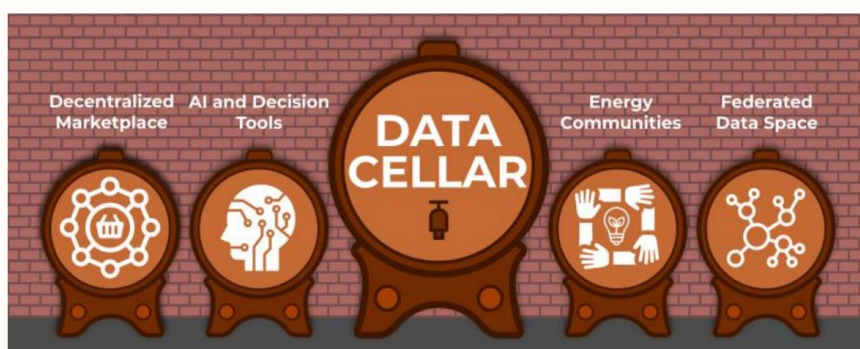 Decentralized
Marketplace
AI and Decision
Tools
DATA
CELLAR
Energy
Communities
Federated
Data Space